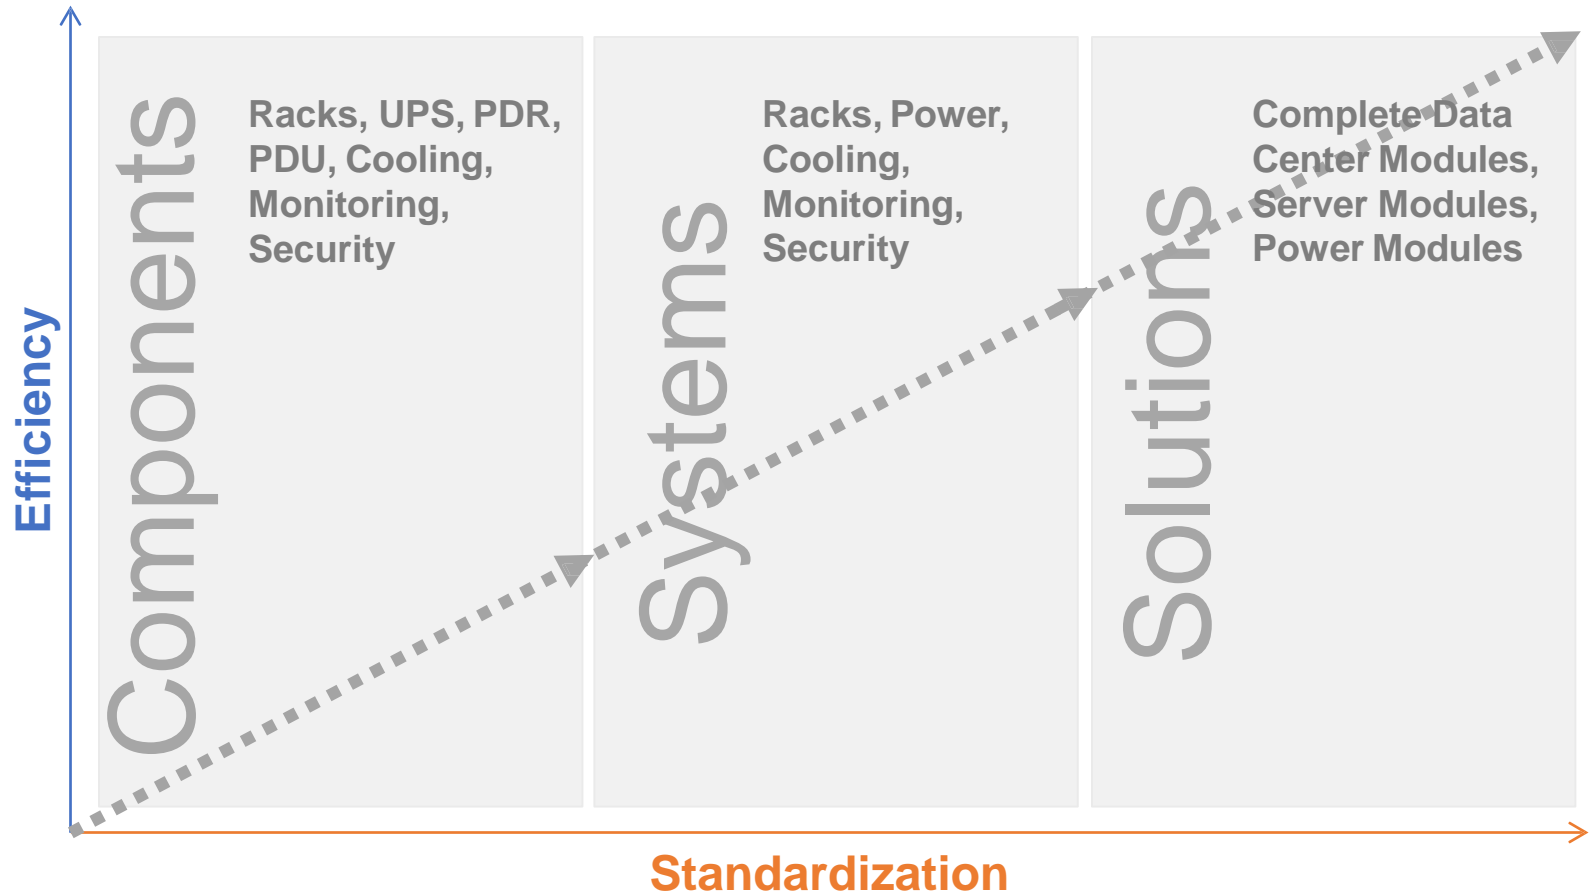 Efficiency
Components
Racks, UPS, PDR,
PDU, Cooling,
Monitoring,
Security
Systems
Racks, Power,
Cooling,
Monitoring,
Security
Solutions
Complete Data
Center Modules,
Server Modules,
Power Modules
Standardization